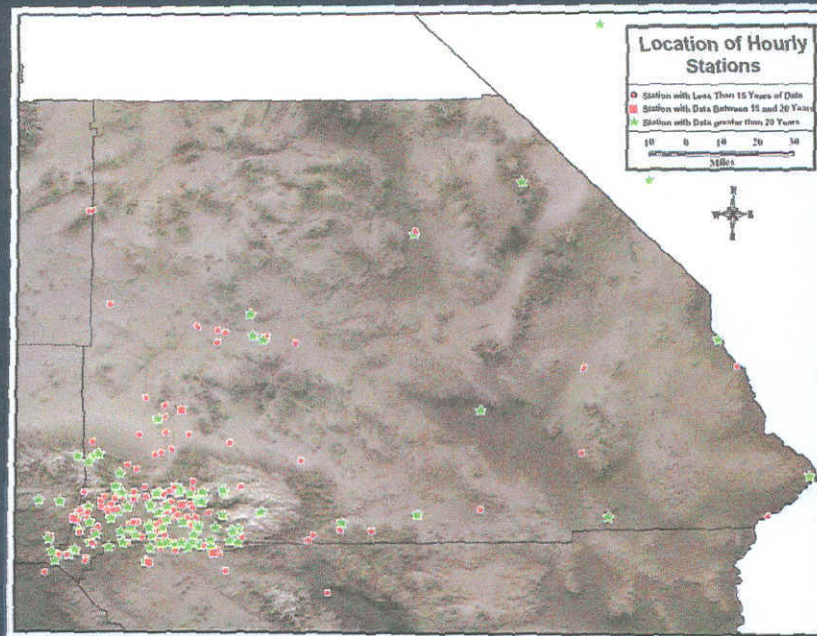 Location of Hourly
Stations
Station with Less Than 15 Years of Data
Station with Data Between 15 and 20 Years
Station with Data greater than 20 Years
10 0 10 20 30
Miles
N
W E
S